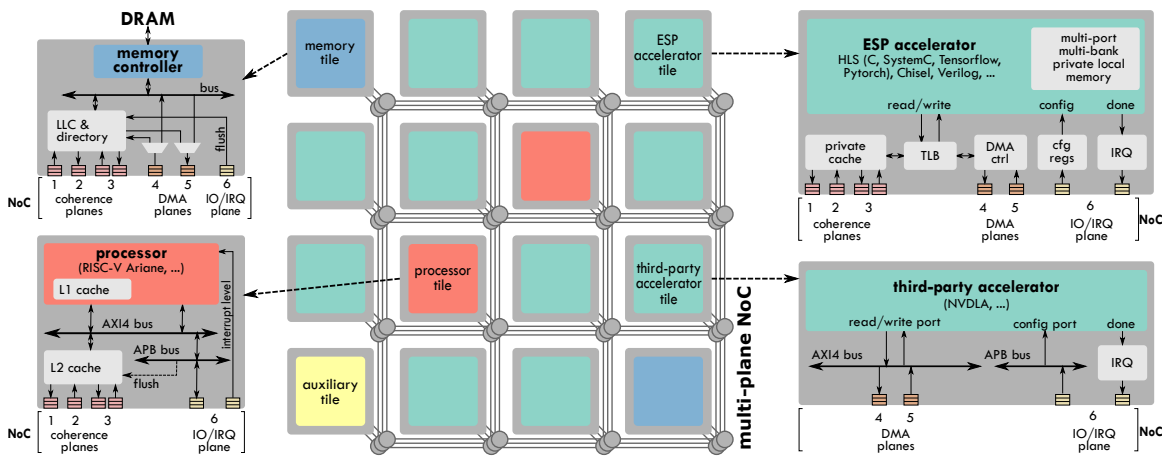 DRAM
memory
controller
bus
LLC &
directory
flush
1 2 3 4 5 6
NoC
coherence
planes
DMA
planes
IO/IRQ
plane
processor
(RISC-V Ariane, ...)
L1 cache
interrupt level
AXI4 bus
APB bus
L2 cache
flush
1 2 3 6
NoC
coherence
planes
IO/IRQ
plane
memory
tile
ESP
accelerator
tile
processor
tile
third-party
accelerator
tile
auxiliary
tile
multi-plane NoC
ESP accelerator
HLS (C, SystemC, Tensorflow,
Pytorch), Chisel, Verilog, ...
multi-port
multi-bank
private local
memory
read/write
config
done
private
cache
TLB
DMA
ctrl
cfg
regs
IRQ
1 2 3 4 5 6
coherence
planes
DMA
planes
IO/IRQ
plane
NoC
third-party accelerator
(NVDLA, ...)
read/write port
config port
done
AXI4 bus
APB bus
IRQ
4 5 6
DMA
planes
IO/IRQ
plane
NoC